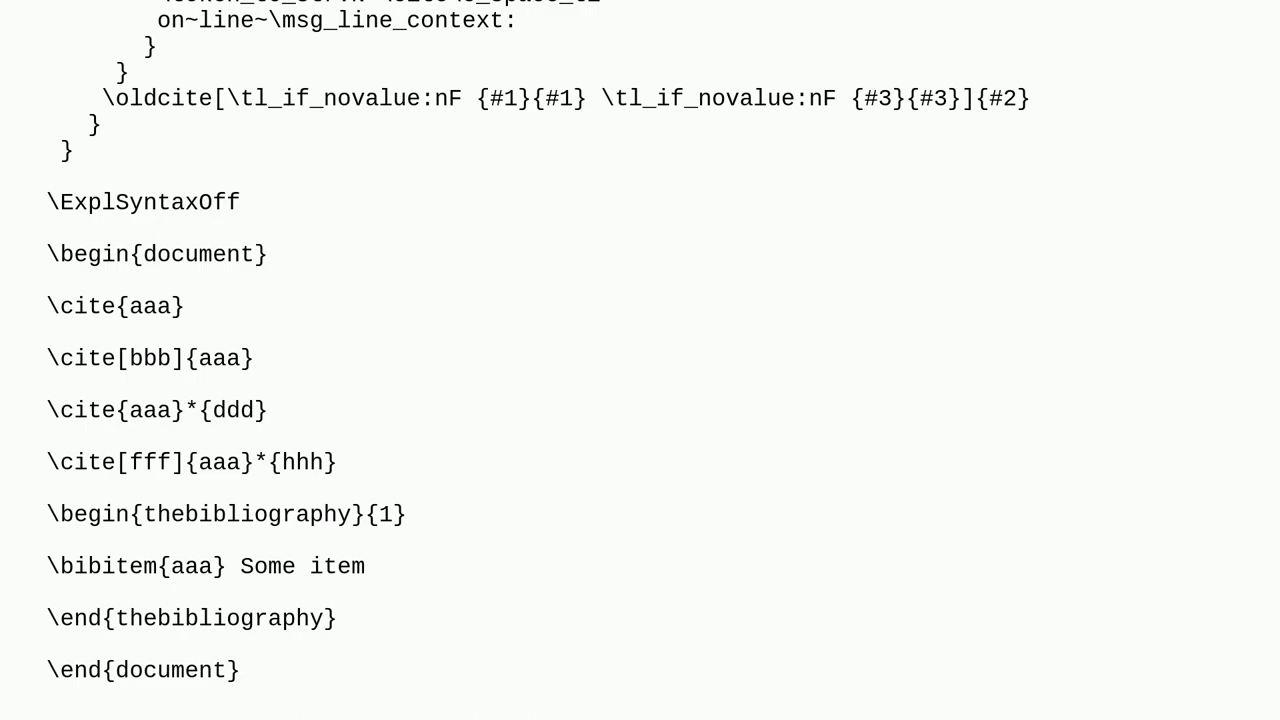 on~line~\msg_line_context:
}
}
\oldcite[\tl_if_novalue:nF {#1}{#1} \tl_if_novalue:nF {#3}{#3}]{#2}
}
}
\ExplSyntaxOff
\begin{document}
\cite{aaa}
\cite[bbb]{aaa}
\cite{aaa}*{ddd}
\cite[fff]{aaa}*{hhh}
\begin{thebibliography}{1}
\bibitem{aaa} Some item
\end{thebibliography}
\end{document}